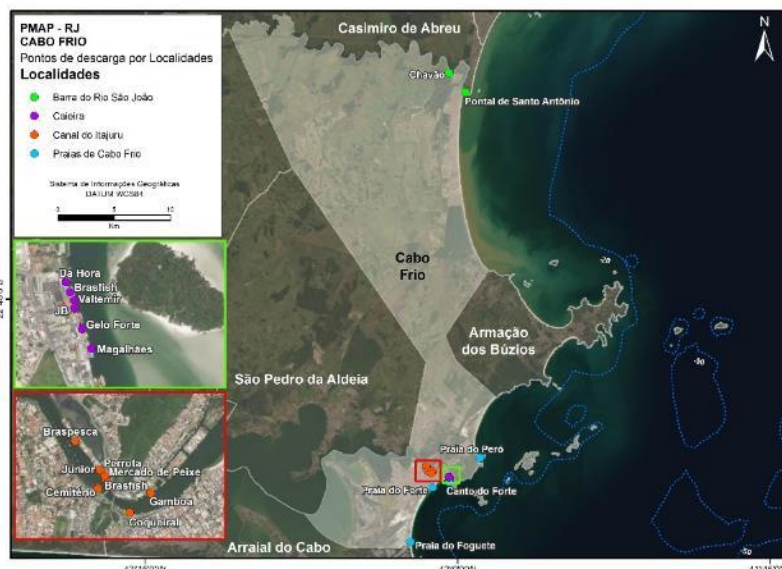 PMAP - RJ
CABO FRIO
Pontos de descarga por Localidades
Localidades
Barra do Rio São João
Caieira
Canal do Itajuru
Praias de Cabo Frio
Sistema de Informações Geográficas
DATUM WGS84
0 5 10
Km
N
Casimiro de Abreu
Chavão
Pontal de Santo Antônio
Cabo
Frio
Armação
dos Búzios
São Pedro da Aldeia
Praia do Peró
Praia do Forte
Canto do Forte
Praia do Foguete
Arraial do Cabo
Da Hora
Brasfish
Valtemir
JB
Gelo Forte
Magalhães
Braspesca
Júnior
Perrota
Mercado de Peixe
Cemitério
Brasfish
Gamboa
Coqueiral
-20
-50
-50